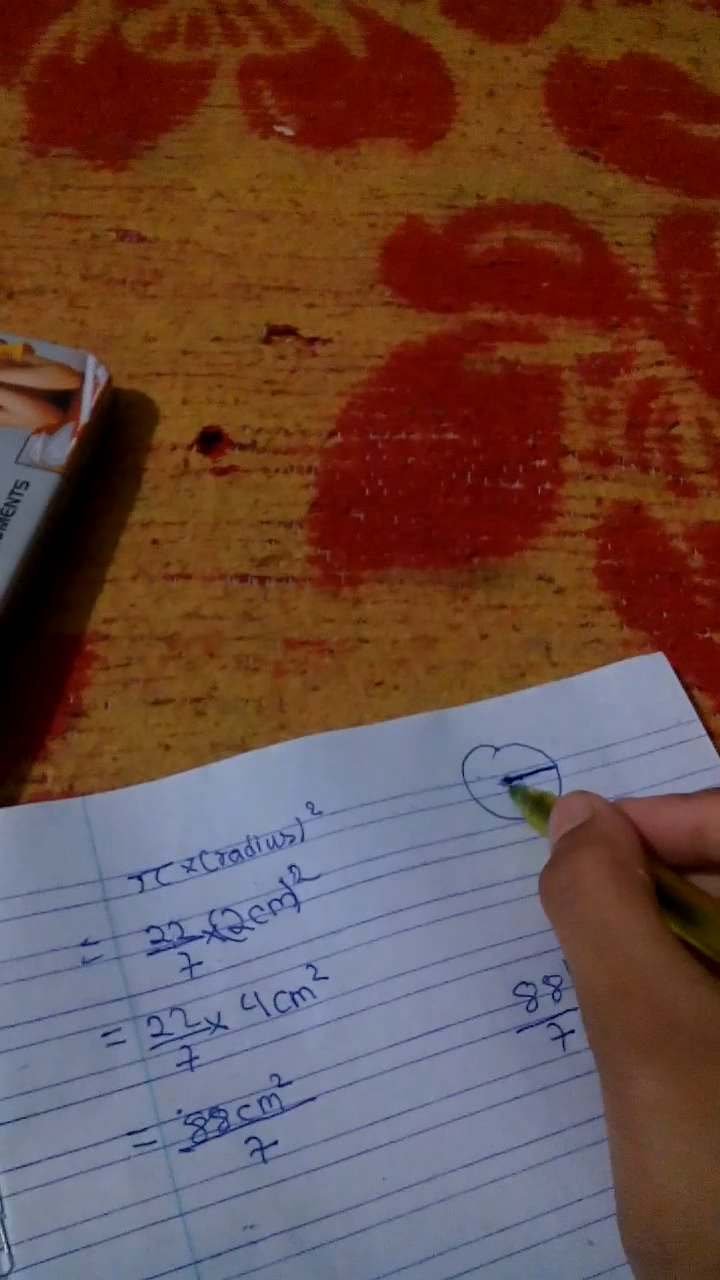 π × (radius)²
= 22/7 × (2cm)²
= 22/7 × 4cm²
= 88cm²/7
88/7